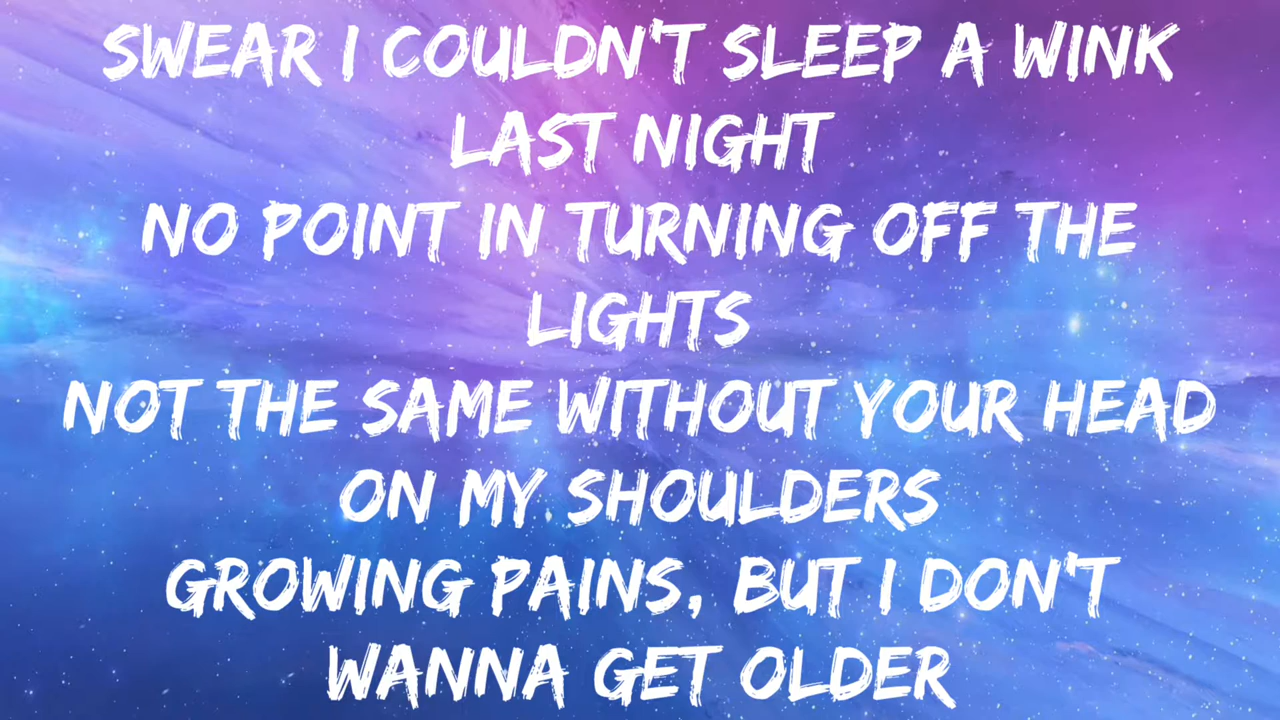 SWEAR I COULDN'T SLEEP A WINK
LAST NIGHT
NO POINT IN TURNING OFF THE
LIGHTS
NOT THE SAME WITHOUT YOUR HEAD
ON MY SHOULDERS
GROWING PAINS, BUT I DON'T
WANNA GET OLDER